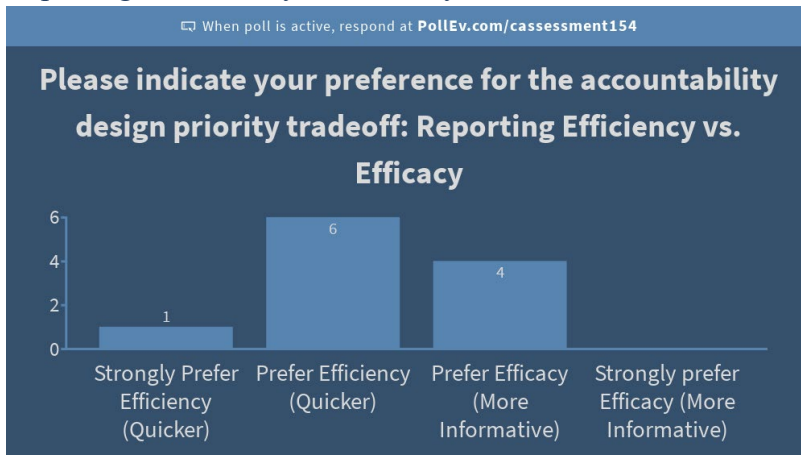 When poll is active, respond at PollEv.com/cassessment154
Please indicate your preference for the accountability
design priority tradeoff: Reporting Efficiency vs.
Efficacy
6
4
2
0
1
6
4
Strongly Prefer
Efficiency
(Quicker)
Prefer Efficiency
(Quicker)
Prefer Efficacy
(More
Informative)
Strongly prefer
Efficacy (More
Informative)